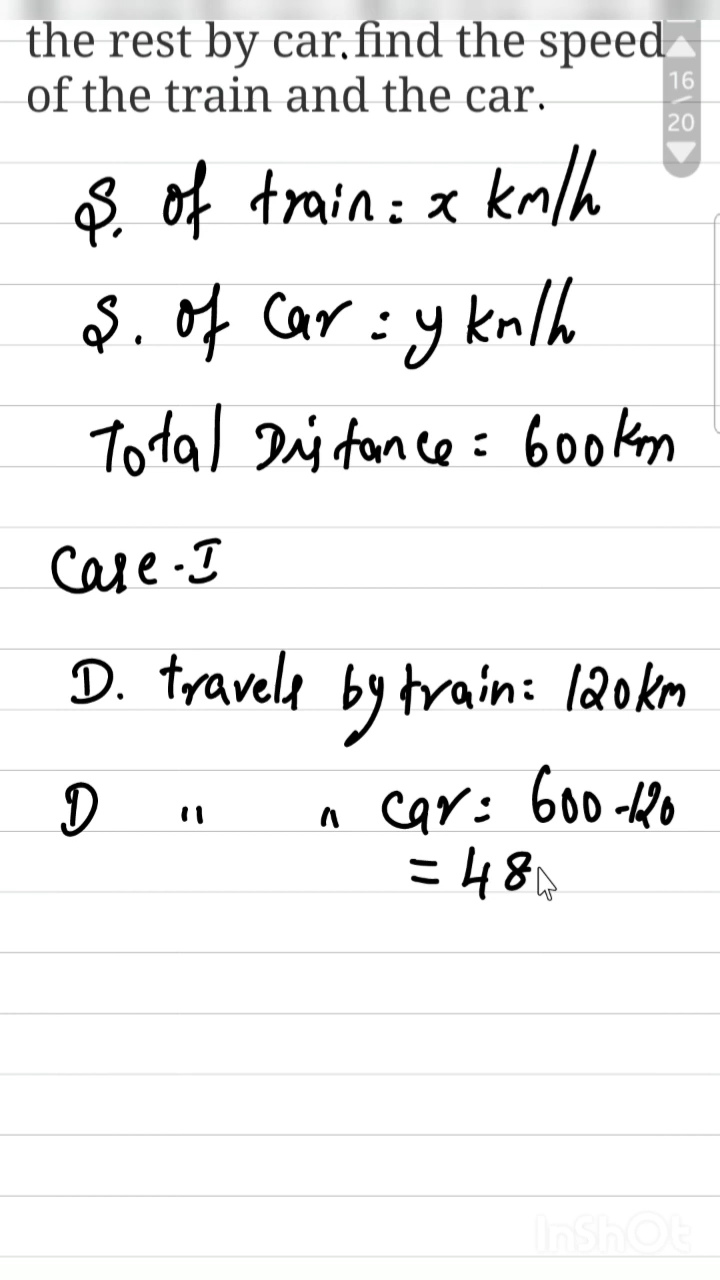 the rest by car.find the speed
of the train and the car.
16
20
S. of train = x km/h
S. of Car = y km/h
Total Distance = 600km
Case-I
D. travels by train = 120km
D " " car = 600-120
= 48
InShOt